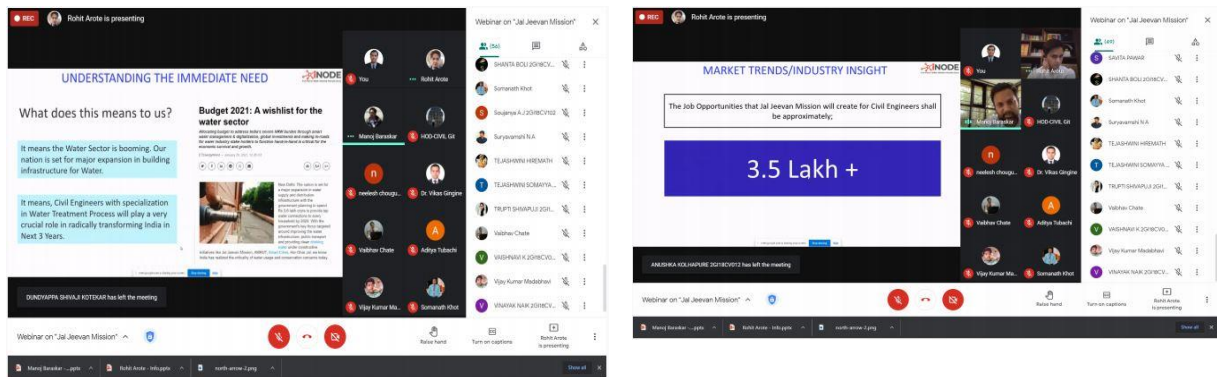 REC
Rohit Arote is presenting
Webinar on "Jal Jeevan Mission"
UNDERSTANDING THE IMMEDIATE NEED
INODE
What does this means to us?
It means the Water Sector is booming. Our
nation is set for major expansion in building
infrastructure for Water.
It means, Civil Engineers with specialization
in Water Treatment Process will play a very
crucial role in radically transforming India in
Next 3 Years.
Budget 2021: A wishlist for the
water sector
You
Rohit Arote
Manoj Baraskar
HOD-CIVIL Git
neelesh chougu...
Dr. Vikas Gingine
Vaibhav Chate
Aditya Tubachi
Vijay Kumar Ma...
Somanath Khot
SHANTA BOLI 2GI18CV...
Somanath Khot
Soujanya A J 2GI18CV102
Suryavamshi N A
TEJASHWINI HIREMATH
TEJASHWINI SOMAYYA...
TRUPTI SHIVAPUJI 2GI1...
Vaibhav Chate
VAISHNAVI K 2GI18CV0...
Vijay Kumar Madabhavi
VINAYAK NAIK 2GI18CV...
DUNDYAPPA SHIVAJI KOTEKAR has left the meeting
Webinar on "Jal Jeevan Mission"
Raise hand
Turn on captions
Rohit Arote
is presenting
Manoj Baraskar -...pptx
Rohit Arote - Info.pptx
north-arrow-2.png
Show all
REC
Rohit Arote is presenting
Webinar on "Jal Jeevan Mission"
MARKET TRENDS/INDUSTRY INSIGHT
INODE
The Job Opportunities that Jal Jeevan Mission will create for Civil Engineers shall
be approximately;
3.5 Lakh +
You
Rohit Arote
Manoj Baraskar
HOD-CIVIL Git
neelesh chougu...
Dr. Vikas Gingine
Vaibhav Chate
Aditya Tubachi
Vijay Kumar Ma...
Somanath Khot
SAVITA PAWAR
SHANTA BOLI 2GI18CV...
Somanath Khot
Suryavamshi N A
TEJASHWINI HIREMATH
TEJASHWINI SOMAYYA...
TRUPTI SHIVAPUJI 2GI1...
Vaibhav Chate
VAISHNAVI K 2GI18CV0...
Vijay Kumar Madabhavi
VINAYAK NAIK 2GI18CV...
ANUSHKA KOLHAPURE 2GI18CV012 has left the meeting
Webinar on "Jal Jeevan Mission"
Raise hand
Turn on captions
Rohit Arote
is presenting
Manoj Baraskar -...pptx
Rohit Arote - Info.pptx
north-arrow-2.png
Show all